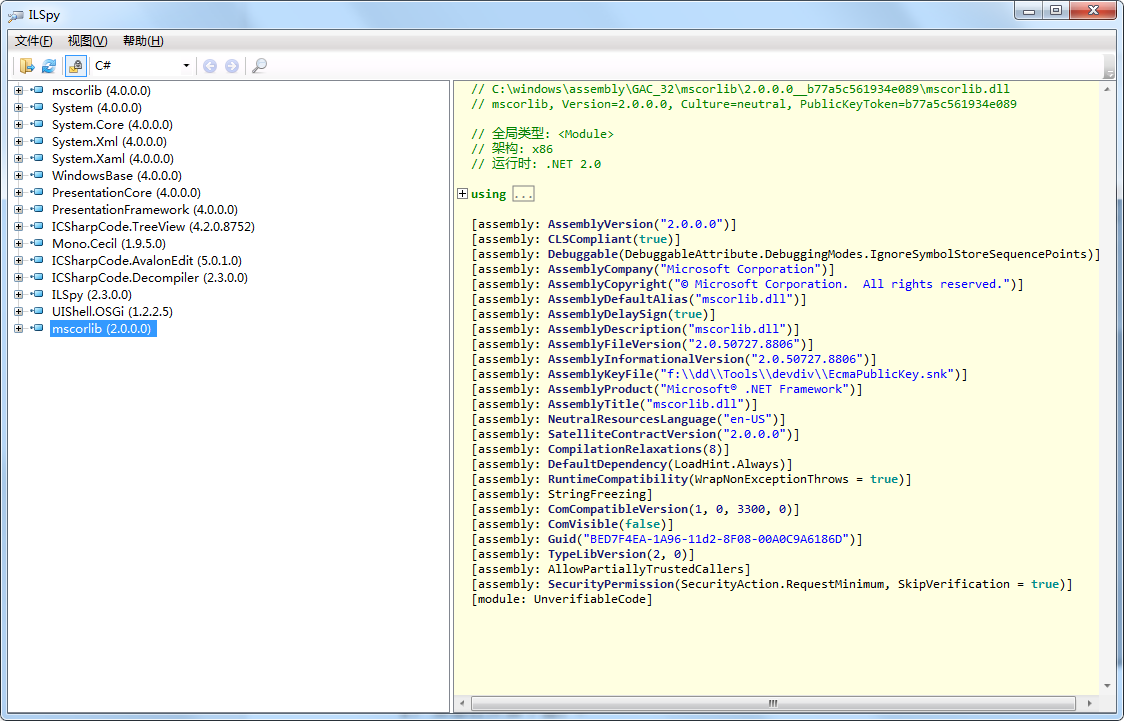 ILSpy
文件(F) 视图(V) 帮助(H)
C#
mscorlib (4.0.0.0)
System (4.0.0.0)
System.Core (4.0.0.0)
System.Xml (4.0.0.0)
System.Xaml (4.0.0.0)
WindowsBase (4.0.0.0)
PresentationCore (4.0.0.0)
PresentationFramework (4.0.0.0)
ICSharpCode.TreeView (4.2.0.8752)
Mono.Cecil (1.9.5.0)
ICSharpCode.AvalonEdit (5.0.1.0)
ICSharpCode.Decompiler (2.3.0.0)
ILSpy (2.3.0.0)
UIShell.OSGi (1.2.2.5)
mscorlib (2.0.0.0)
// C:\windows\assembly\GAC_32\mscorlib\2.0.0.0__b77a5c561934e089\mscorlib.dll
// mscorlib, Version=2.0.0.0, Culture=neutral, PublicKeyToken=b77a5c561934e089
// 全局类型: <Module>
// 架构: x86
// 运行时: .NET 2.0
using ...
[assembly: AssemblyVersion("2.0.0.0")]
[assembly: CLSCompliant(true)]
[assembly: Debuggable(DebuggableAttribute.DebuggingModes.IgnoreSymbolStoreSequencePoints)]
[assembly: AssemblyCompany("Microsoft Corporation")]
[assembly: AssemblyCopyright("© Microsoft Corporation.  All rights reserved.")]
[assembly: AssemblyDefaultAlias("mscorlib.dll")]
[assembly: AssemblyDelaySign(true)]
[assembly: AssemblyDescription("mscorlib.dll")]
[assembly: AssemblyFileVersion("2.0.50727.8806")]
[assembly: AssemblyInformationalVersion("2.0.50727.8806")]
[assembly: AssemblyKeyFile("f:\\dd\\Tools\\devdiv\\EcmaPublicKey.snk")]
[assembly: AssemblyProduct("Microsoft® .NET Framework")]
[assembly: AssemblyTitle("mscorlib.dll")]
[assembly: NeutralResourcesLanguage("en-US")]
[assembly: SatelliteContractVersion("2.0.0.0")]
[assembly: CompilationRelaxations(8)]
[assembly: DefaultDependency(LoadHint.Always)]
[assembly: RuntimeCompatibility(WrapNonExceptionThrows = true)]
[assembly: StringFreezing]
[assembly: ComCompatibleVersion(1, 0, 3300, 0)]
[assembly: ComVisible(false)]
[assembly: Guid("BED7F4EA-1A96-11d2-8F08-00A0C9A6186D")]
[assembly: TypeLibVersion(2, 0)]
[assembly: AllowPartiallyTrustedCallers]
[assembly: SecurityPermission(SecurityAction.RequestMinimum, SkipVerification = true)]
[module: UnverifiableCode]